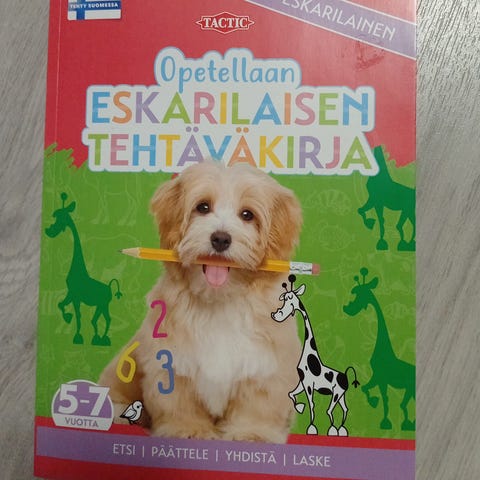 TEHTY SUOMESSA
ESKARILAINEN
TACTIC
Opetellaan
ESKARILAISEN
TEHTÄVÄKIRJA
2
6
3
5-7
VUOTTA
ETSI | PÄÄTTELE | YHDISTÄ | LASKE